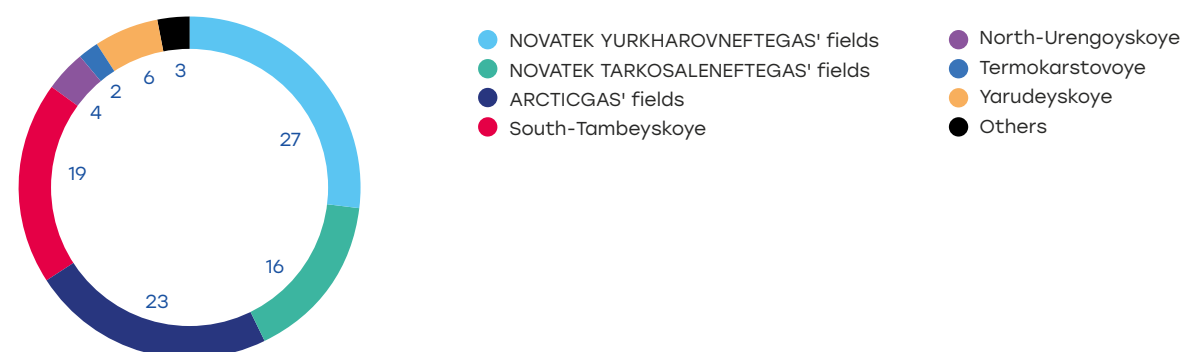 3
6
2
4
27
19
16
23
NOVATEK YURKHAROVNEFTEGAS' fields
NOVATEK TARKOSALENEFTEGAS' fields
ARCTICGAS' fields
South-Tambeyskoye
North-Urengoyskoye
Termokarstovoye
Yarudeyskoye
Others